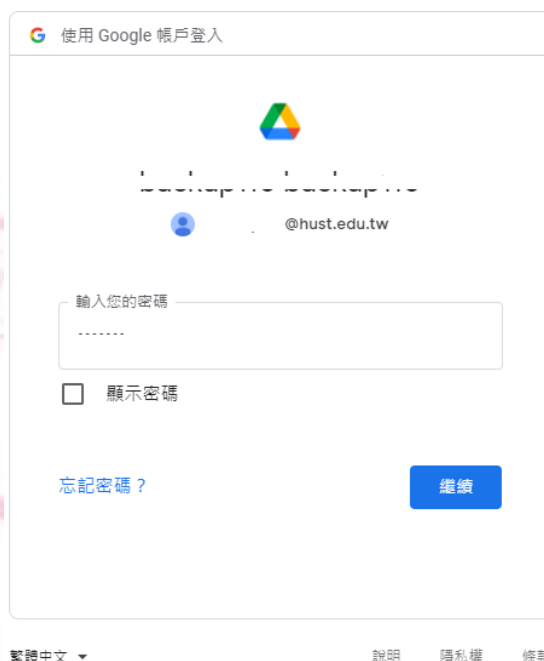 使用 Google 帳戶登入
@hust.edu.tw
輸入您的密碼
-------
顯示密碼
忘記密碼？
繼續
繁體中文
說明 隱私權